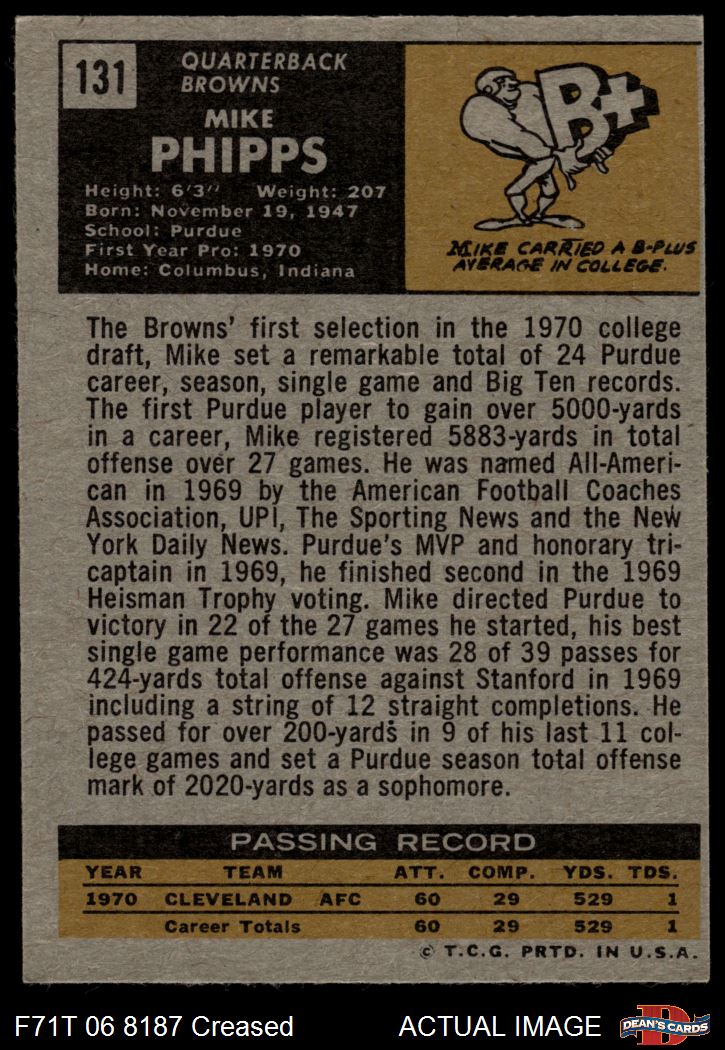 131
QUARTERBACK
BROWNS
MIKE
PHIPPS
Height: 6'3" Weight: 207
Born: November 19, 1947
School: Purdue
First Year Pro: 1970
Home: Columbus, Indiana
B+
MIKE CARRIED A B-PLUS
AVERAGE IN COLLEGE.
The Browns' first selection in the 1970 college
draft, Mike set a remarkable total of 24 Purdue
career, season, single game and Big Ten records.
The first Purdue player to gain over 5000-yards
in a career, Mike registered 5883-yards in total
offense over 27 games. He was named All-Ameri-
can in 1969 by the American Football Coaches
Association, UPI, The Sporting News and the New
York Daily News. Purdue's MVP and honorary tri-
captain in 1969, he finished second in the 1969
Heisman Trophy voting. Mike directed Purdue to
victory in 22 of the 27 games he started, his best
single game performance was 28 of 39 passes for
424-yards total offense against Stanford in 1969
including a string of 12 straight completions. He
passed for over 200-yards in 9 of his last 11 col-
lege games and set a Purdue season total offense
mark of 2020-yards as a sophomore.
PASSING RECORD
YEAR TEAM ATT. COMP. YDS. TDS.
1970 CLEVELAND AFC 60 29 529 1
Career Totals 60 29 529 1
© T.C.G. PRTD. IN U.S.A.
F71T 06 8187 Creased ACTUAL IMAGE
D
DEAN'S CARDS